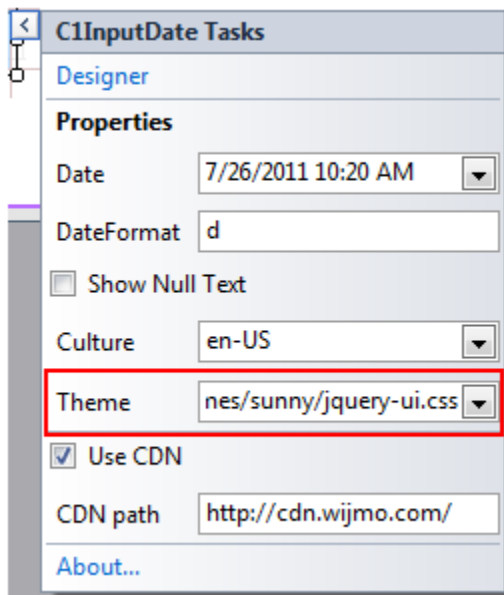 C1InputDate Tasks
Designer
Properties
Date 7/26/2011 10:20 AM
DateFormat d
Show Null Text
Culture en-US
Theme nes/sunny/jquery-ui.css
Use CDN
CDN path http://cdn.wijmo.com/
About...